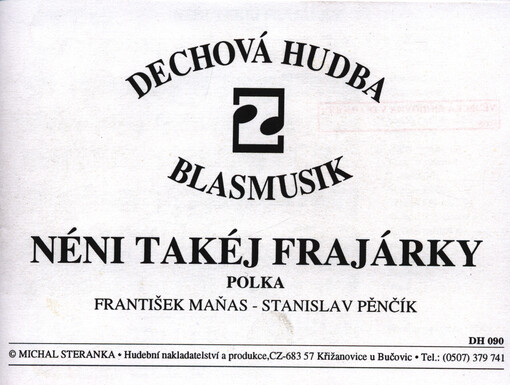 DECHOVÁ HUDBA
BLASMUSIK
NÉNI TAKÉJ FRAJÁRKY
POLKA
FRANTIŠEK MAŇAS - STANISLAV PĚNČÍK
DH 090
© MICHAL STERANKA • Hudební nakladatelství a produkce,CZ-683 57 Křižanovice u Bučovic • Tel.: (0507) 379 741